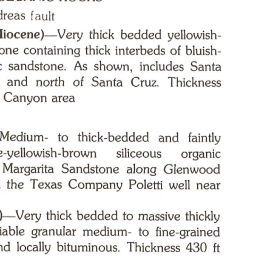 dreas fault
Miocene)—Very thick bedded yellowish-
one containing thick interbeds of bluish-
c sandstone. As shown, includes Santa
and north of Santa Cruz. Thickness
Canyon area
Medium- to thick-bedded and faintly
e-yellowish-brown siliceous organic
Margarita Sandstone along Glenwood
the Texas Company Poletti well near
)—Very thick bedded to massive thickly
iable granular medium- to fine-grained
nd locally bituminous. Thickness 430 ft